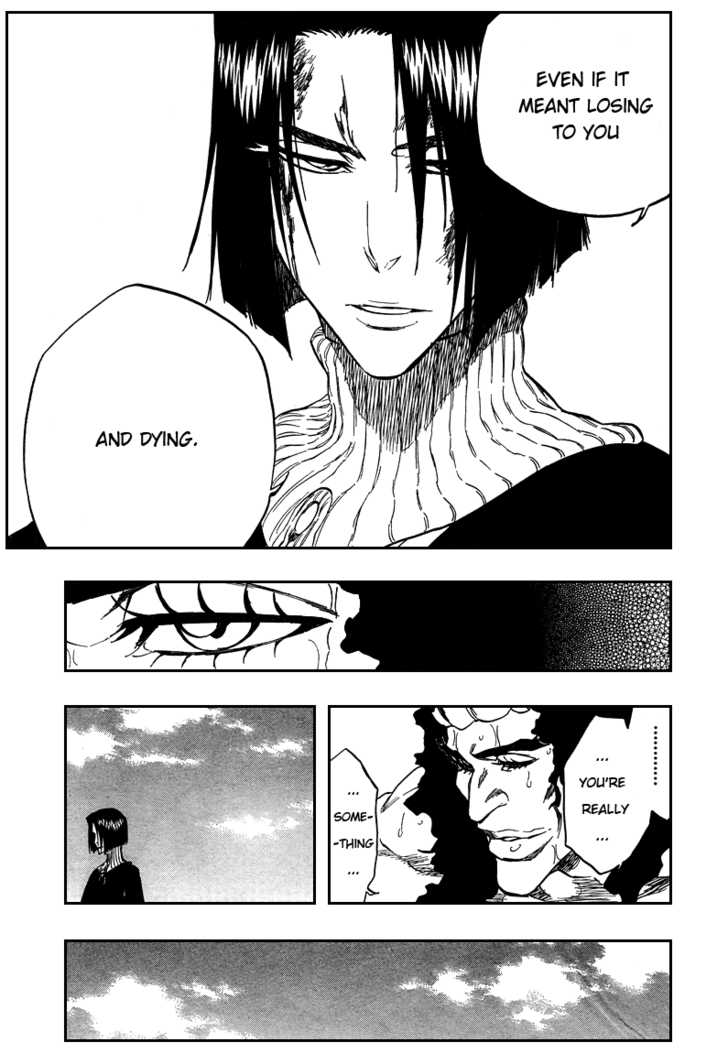 EVEN IF IT
MEANT LOSING
TO YOU
AND DYING.
..........
...
YOU'RE
REALLY
...
...
SOME-
-THING
...